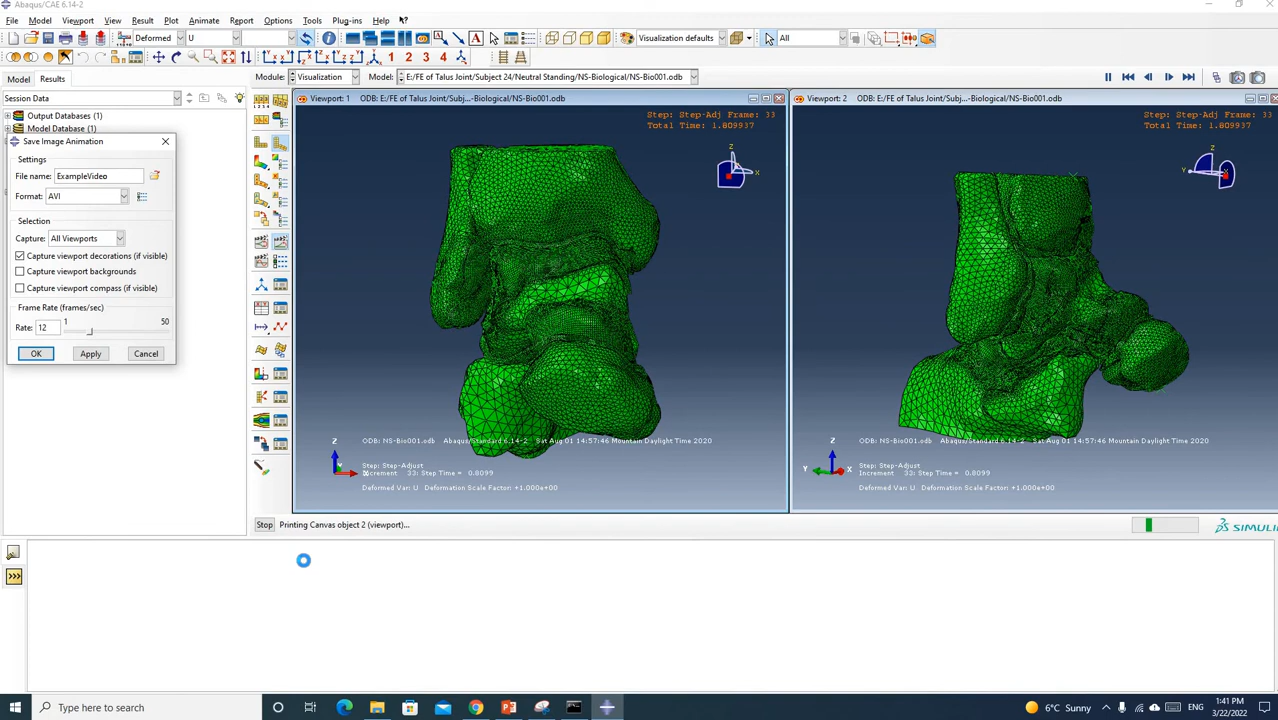 Abaqus/CAE 6.14-2
File Model Viewport View Result Plot Animate Report Options Tools Plug-ins Help
Deformed U Visualization defaults All
1 2 3 4
Model Results Module: Visualization Model: E:/FE of Talus Joint/Subject 24/Neutral Standing/NS-Biological/NS-Bio001.odb
Session Data
Output Databases (1)
Model Database (1)
Save Image Animation
Settings
File name: ExampleVideo
Format: AVI
Selection
Capture: All Viewports
Capture viewport decorations (if visible)
Capture viewport backgrounds
Capture viewport compass (if visible)
Frame Rate (frames/sec)
Rate: 12 1 50
OK Apply Cancel
Viewport: 1 ODB: E:/FE of Talus Joint/Subj...-Biological/NS-Bio001.odb
Step: Step-Adj Frame: 33
Total Time: 1.809937
Z
X
ODB: NS-Bio001.odb Abaqus/Standard 6.14-2 Sat Aug 01 14:57:46 Mountain Daylight Time 2020
Z
Y
X
Step: Step-Adjust
Increment 33: Step Time = 0.8099
Deformed Var: U Deformation Scale Factor: +1.000e+00
Viewport: 2 ODB: E:/FE of Talus Joint/Subj...-Biological/NS-Bio001.odb
Step: Step-Adj Frame: 33
Total Time: 1.809937
Z
Y
X
ODB: NS-Bio001.odb Abaqus/Standard 6.14-2 Sat Aug 01 14:57:46 Mountain Daylight Time 2020
Z
Y X
Step: Step-Adjust
Increment 33: Step Time = 0.8099
Deformed Var: U Deformation Scale Factor: +1.000e+00
Stop Printing Canvas object 2 (viewport)...
SIMULI
>>>
Type here to search
6°C Sunny ENG
1:41 PM
3/22/2022